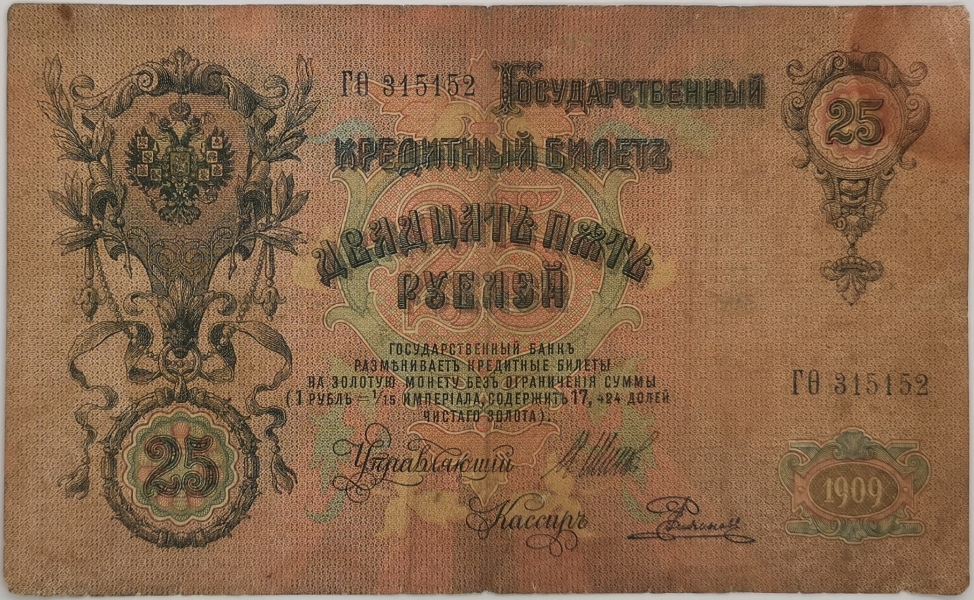 ГѲ 315152
Государственный
25
Кредитный Билетъ
Двадцать пять
рублей
ГОСУДАРСТВЕННЫЙ БАНКЪ
РАЗМѢНИВАЕТЪ КРЕДИТНЫЕ БИЛЕТЫ
НА ЗОЛОТУЮ МОНЕТУ БЕЗЪ ОГРАНИЧЕНІЯ СУММЫ
(1 РУБЛЬ = 1/15 ИМПЕРІАЛА, СОДЕРЖИТЪ 17, 424 ДОЛЕЙ
ЧИСТАГО ЗОЛОТА).
ГѲ 315152
25
Управляющій
1909
Кассиръ